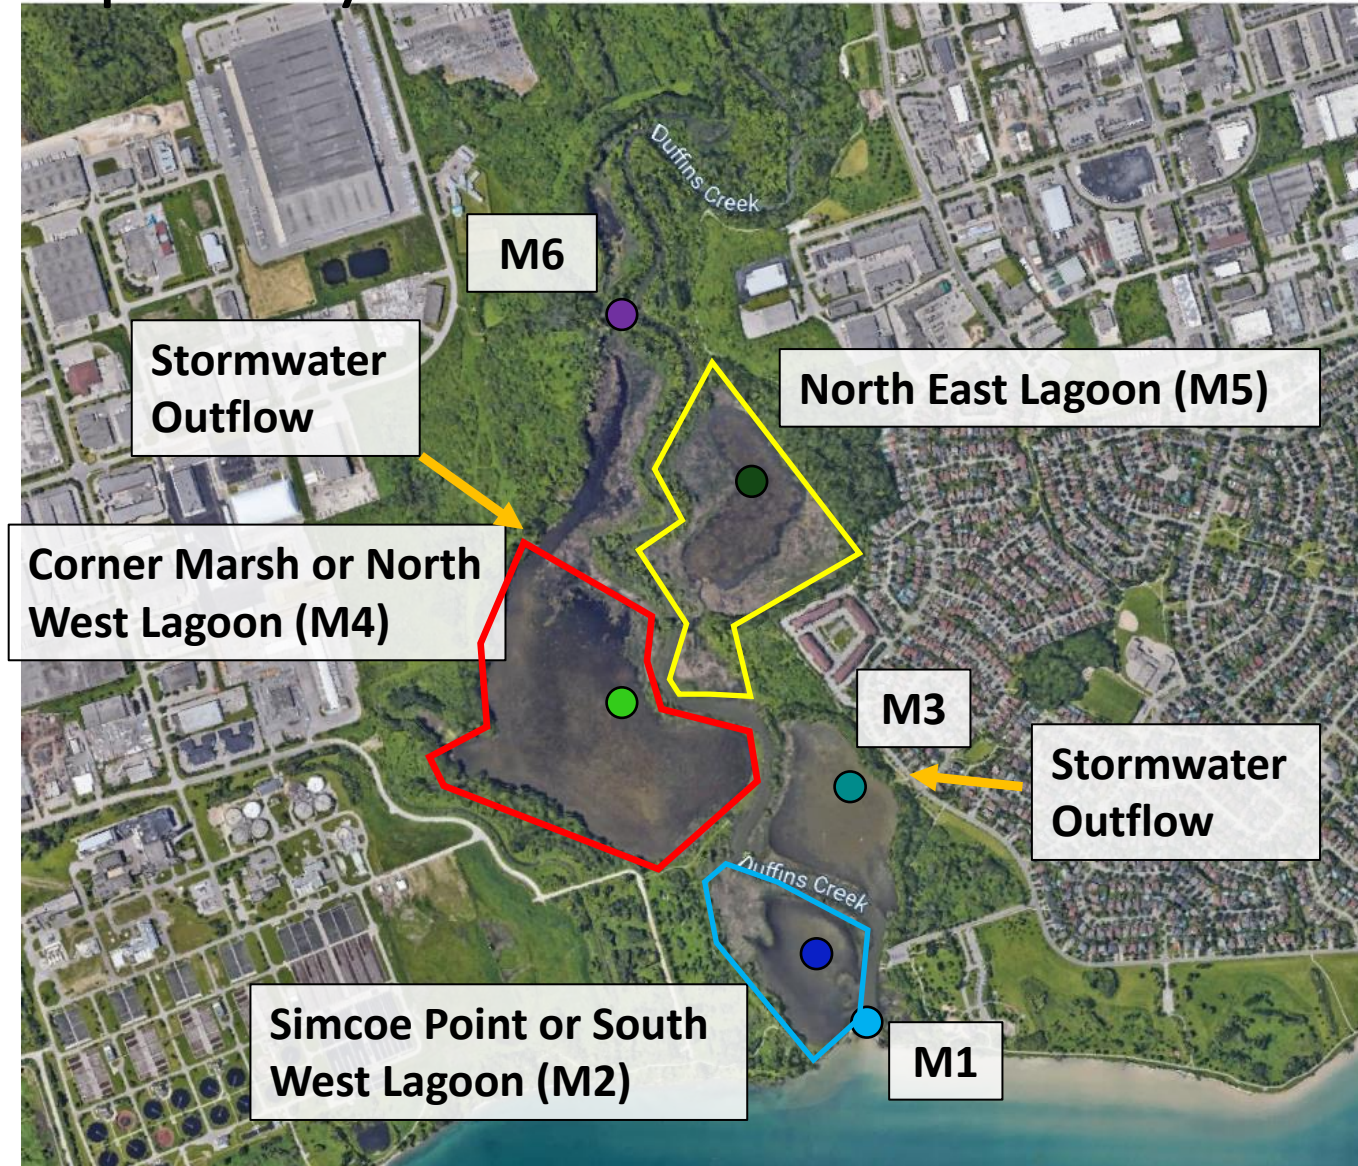 Duffins Creek
M6
Stormwater
Outflow
North East Lagoon (M5)
Corner Marsh or North
West Lagoon (M4)
M3
Stormwater
Outflow
Duffins Creek
Simcoe Point or South
West Lagoon (M2)
M1